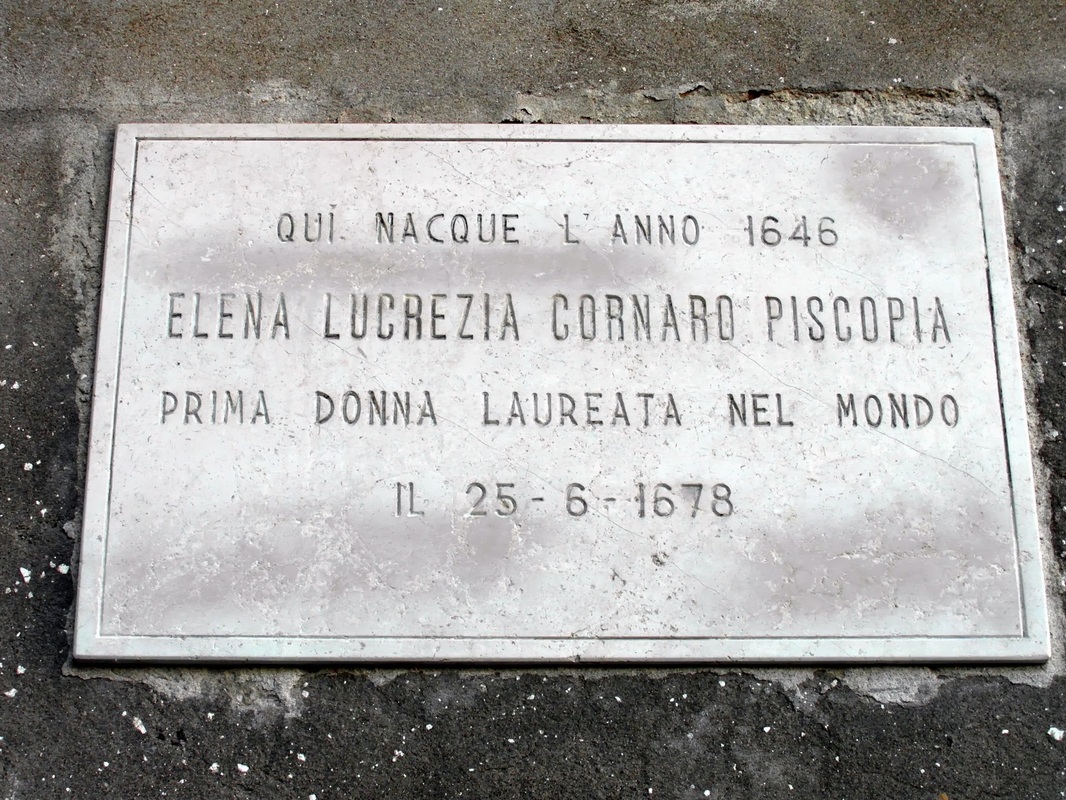 QUI NACQUE L'ANNO 1646
ELENA LUCREZIA CORNARO PISCOPIA
PRIMA DONNA LAUREATA NEL MONDO
IL 25-6-1678